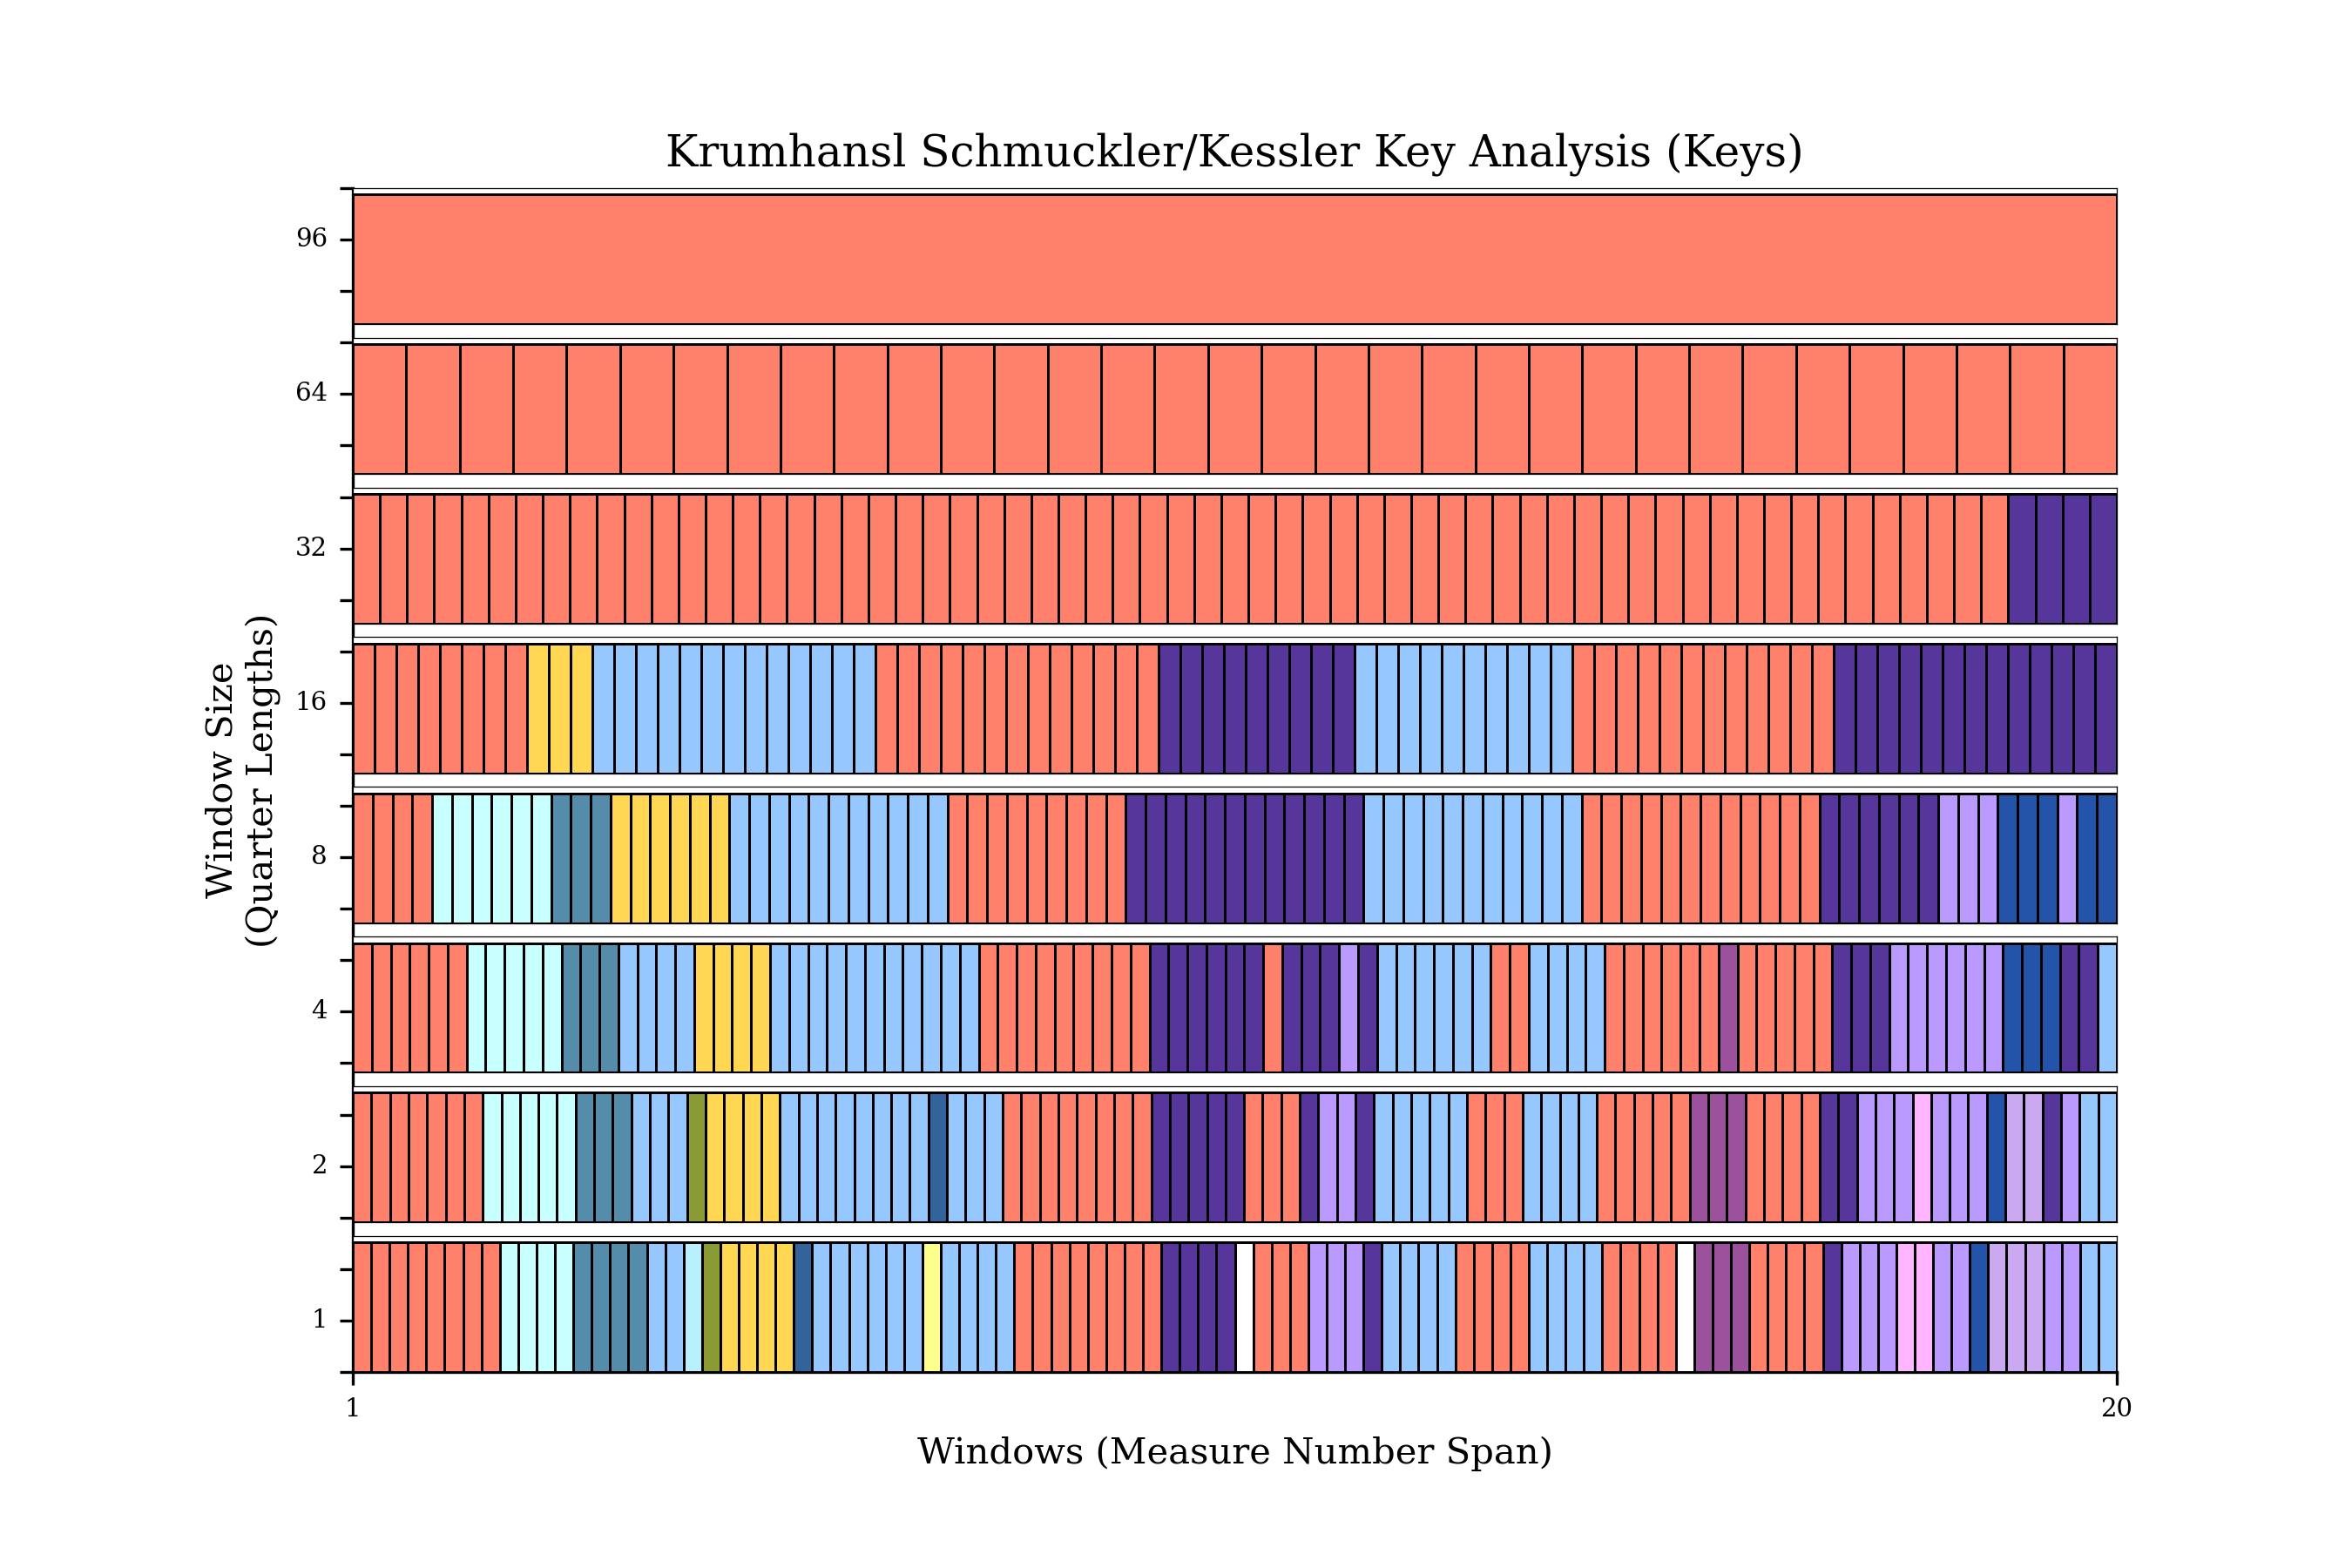 Krumhansl Schmuckler/Kessler Key Analysis (Keys)
96
64
32
16
8
4
2
1
Window Size
(Quarter Lengths)
1
20
Windows (Measure Number Span)